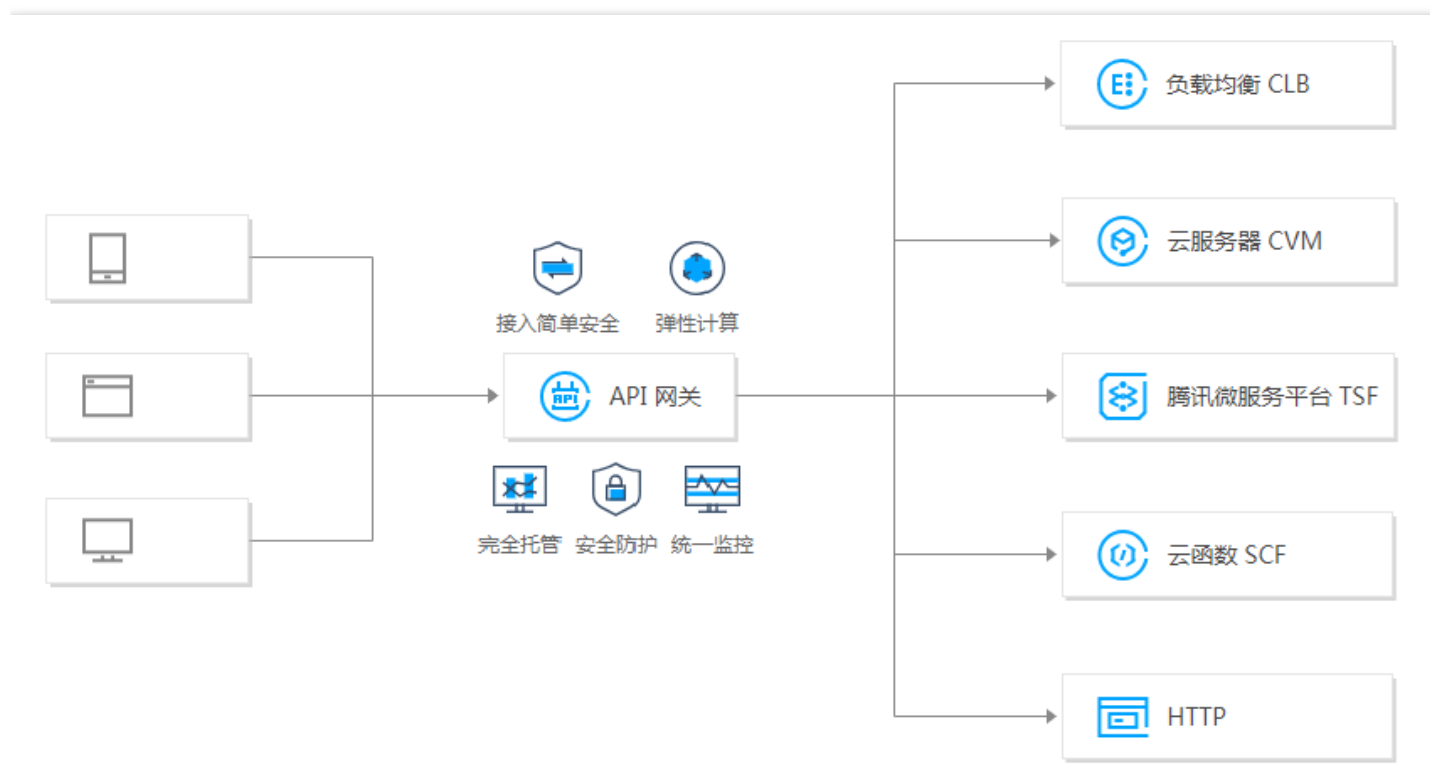 负载均衡 CLB
云服务器 CVM
接入简单安全
弹性计算
API
API 网关
腾讯微服务平台 TSF
完全托管
安全防护
统一监控
云函数 SCF
HTTP